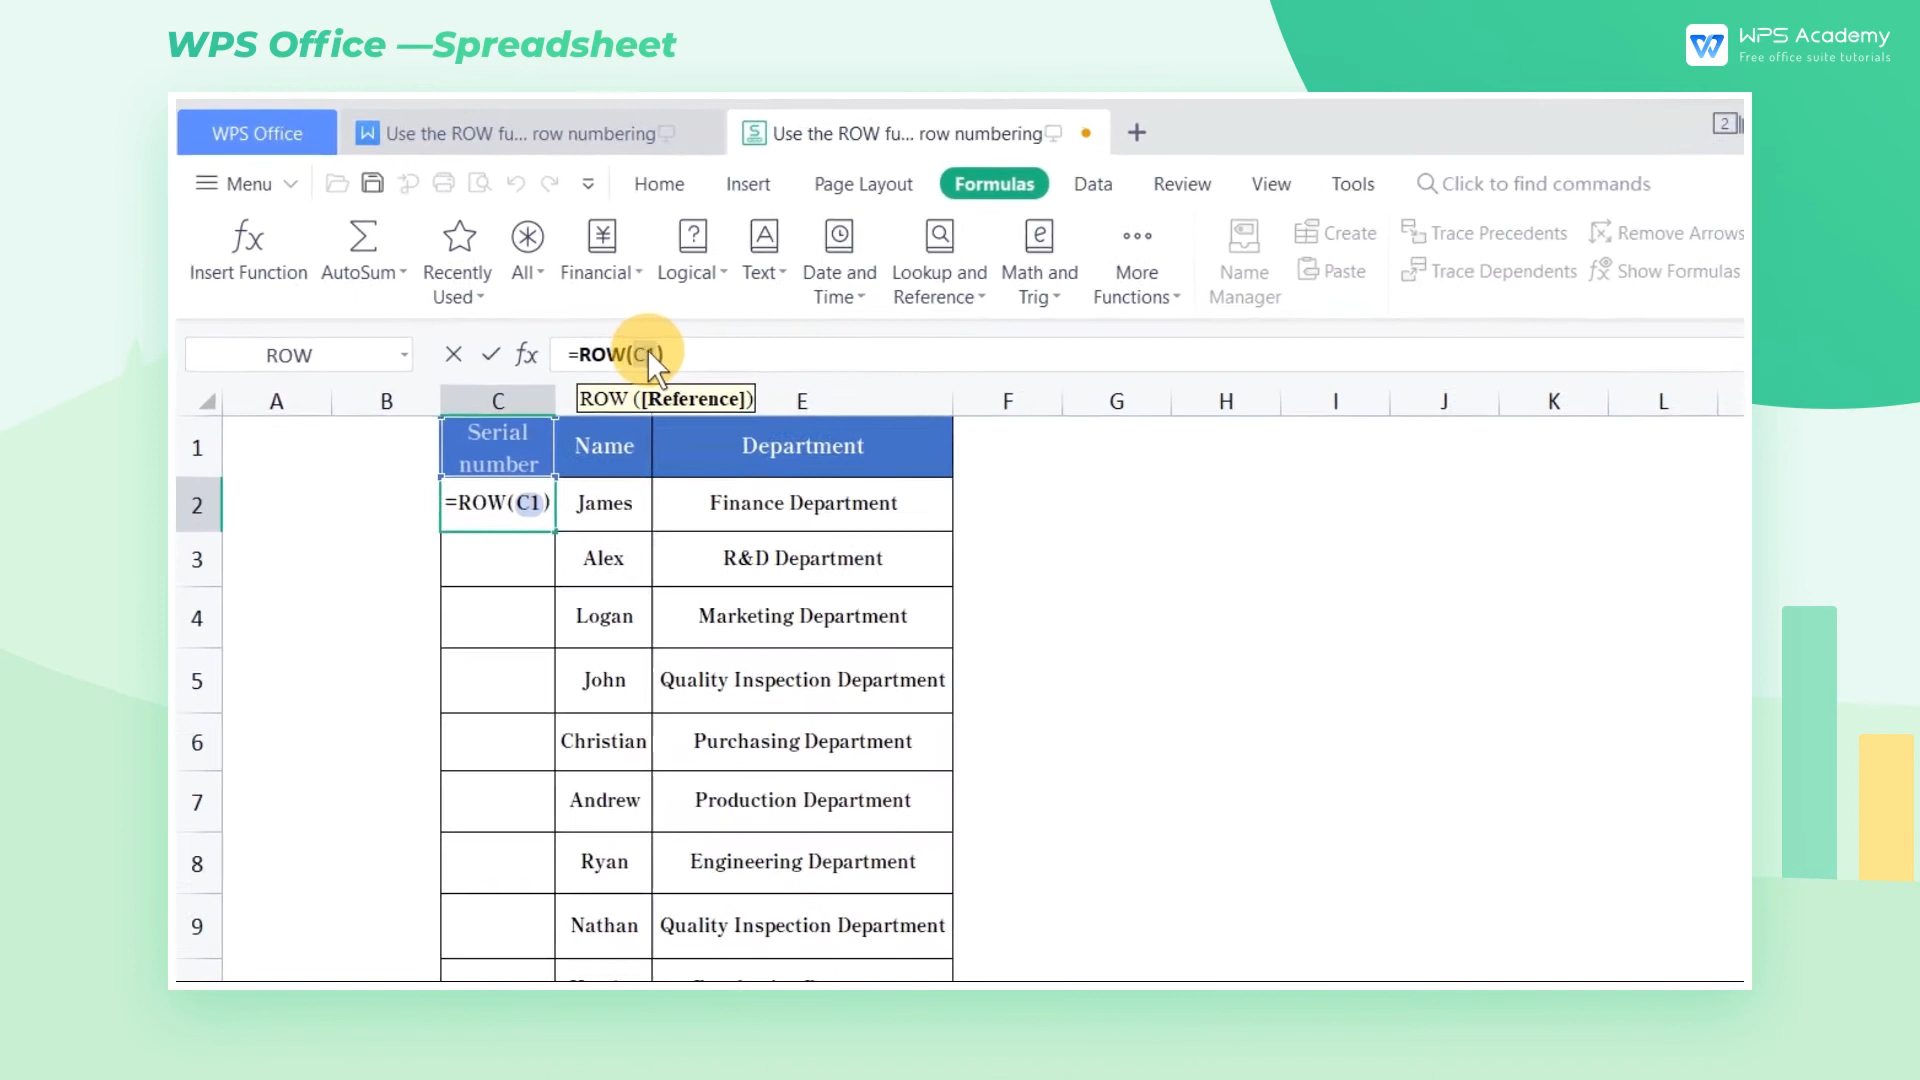 WPS Office —Spreadsheet
WPS Academy
Free office suite tutorials
WPS Office
Use the ROW fu... row numbering
Use the ROW fu... row numbering
2
Menu
Home
Insert
Page Layout
Formulas
Data
Review
View
Tools
Click to find commands
Insert Function
AutoSum
Recently Used
All
Financial
Logical
Text
Date and Time
Lookup and Reference
Math and Trig
More Functions
Name Manager
Create
Paste
Trace Precedents
Trace Dependents
Remove Arrows
Show Formulas
ROW
=ROW(C1)
ROW ([Reference])
A B C E F G H I J K L
1 Serial number Name Department
2 =ROW(C1) James Finance Department
3 Alex R&D Department
4 Logan Marketing Department
5 John Quality Inspection Department
6 Christian Purchasing Department
7 Andrew Production Department
8 Ryan Engineering Department
9 Nathan Quality Inspection Department